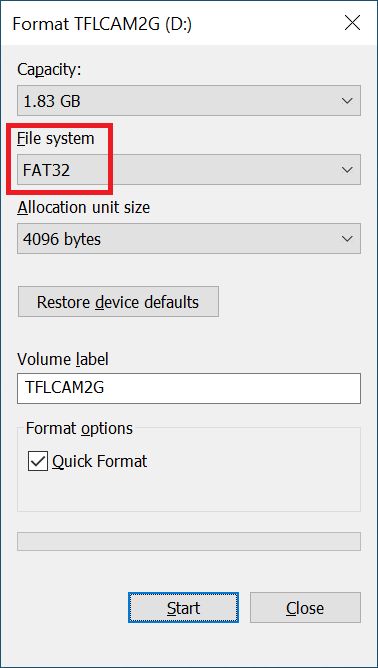 Format TFLCAM2G (D:)
Capacity:
1.83 GB
File system
FAT32
Allocation unit size
4096 bytes
Restore device defaults
Volume label
TFLCAM2G
Format options
Quick Format
Start
Close